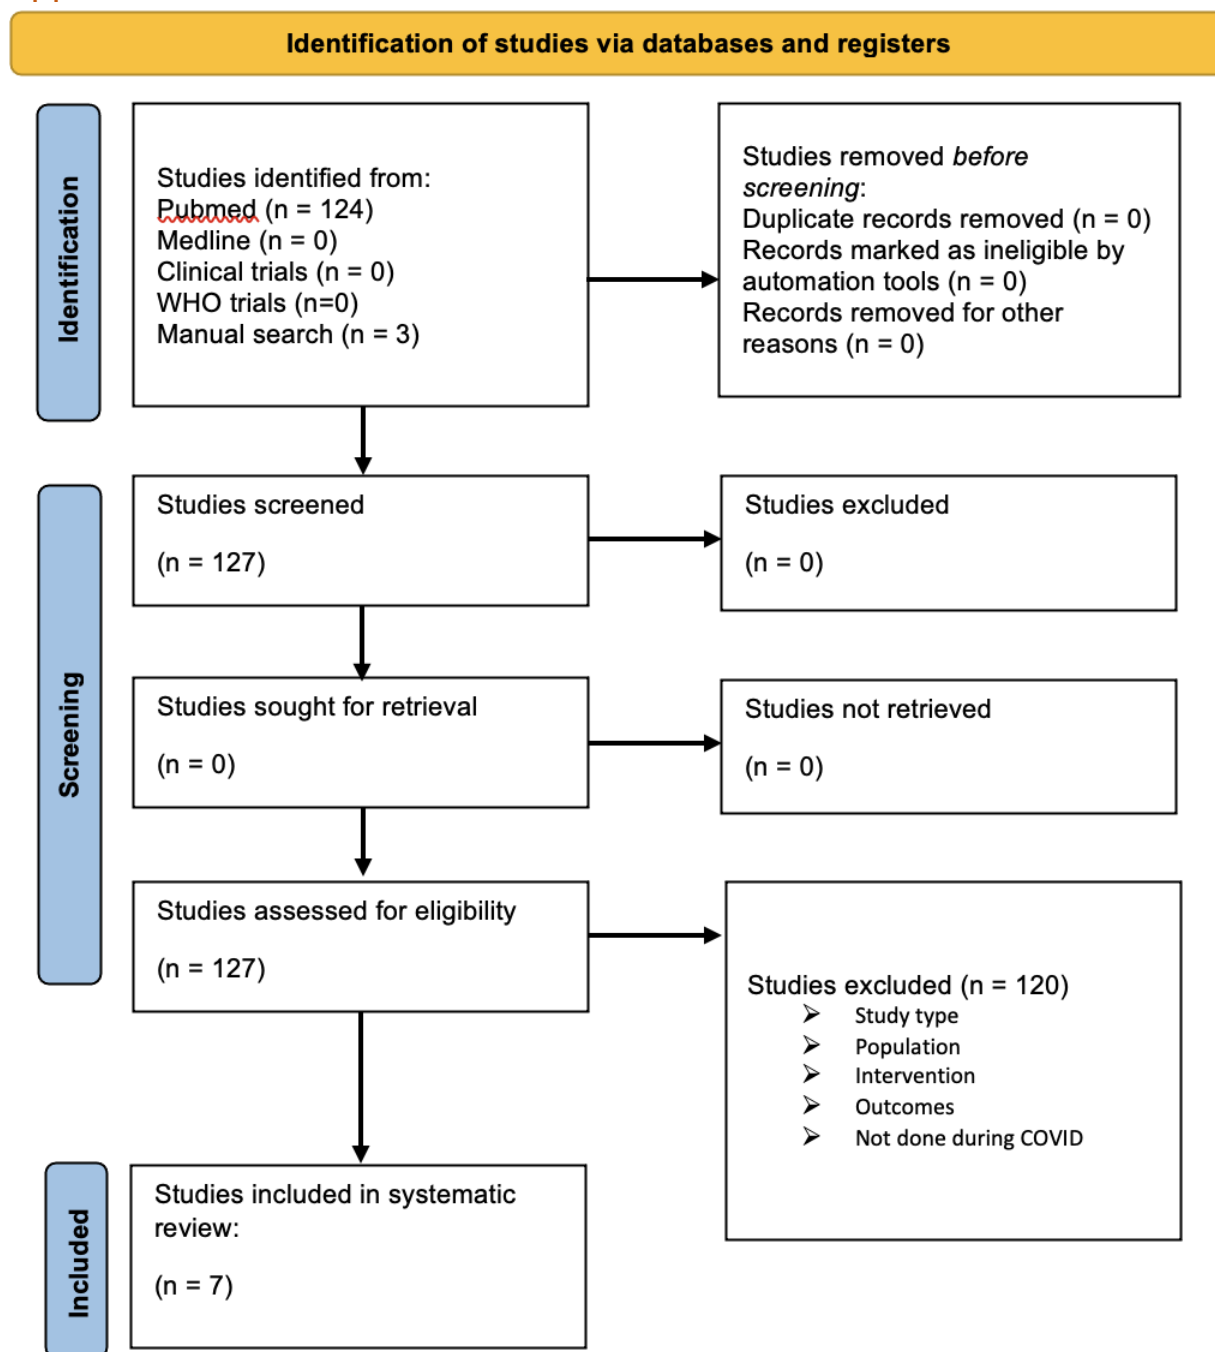 Identification of studies via databases and registers
Identification
Studies identified from:
Pubmed (n = 124)
Medline (n = 0)
Clinical trials (n = 0)
WHO trials (n=0)
Manual search (n = 3)
Studies removed before
screening:
Duplicate records removed (n = 0)
Records marked as ineligible by
automation tools (n = 0)
Records removed for other
reasons (n = 0)
Screening
Studies screened
(n = 127)
Studies excluded
(n = 0)
Studies sought for retrieval
(n = 0)
Studies not retrieved
(n = 0)
Studies assessed for eligibility
(n = 127)
Studies excluded (n = 120)
Study type
Population
Intervention
Outcomes
Not done during COVID
Included
Studies included in systematic
review:
(n = 7)